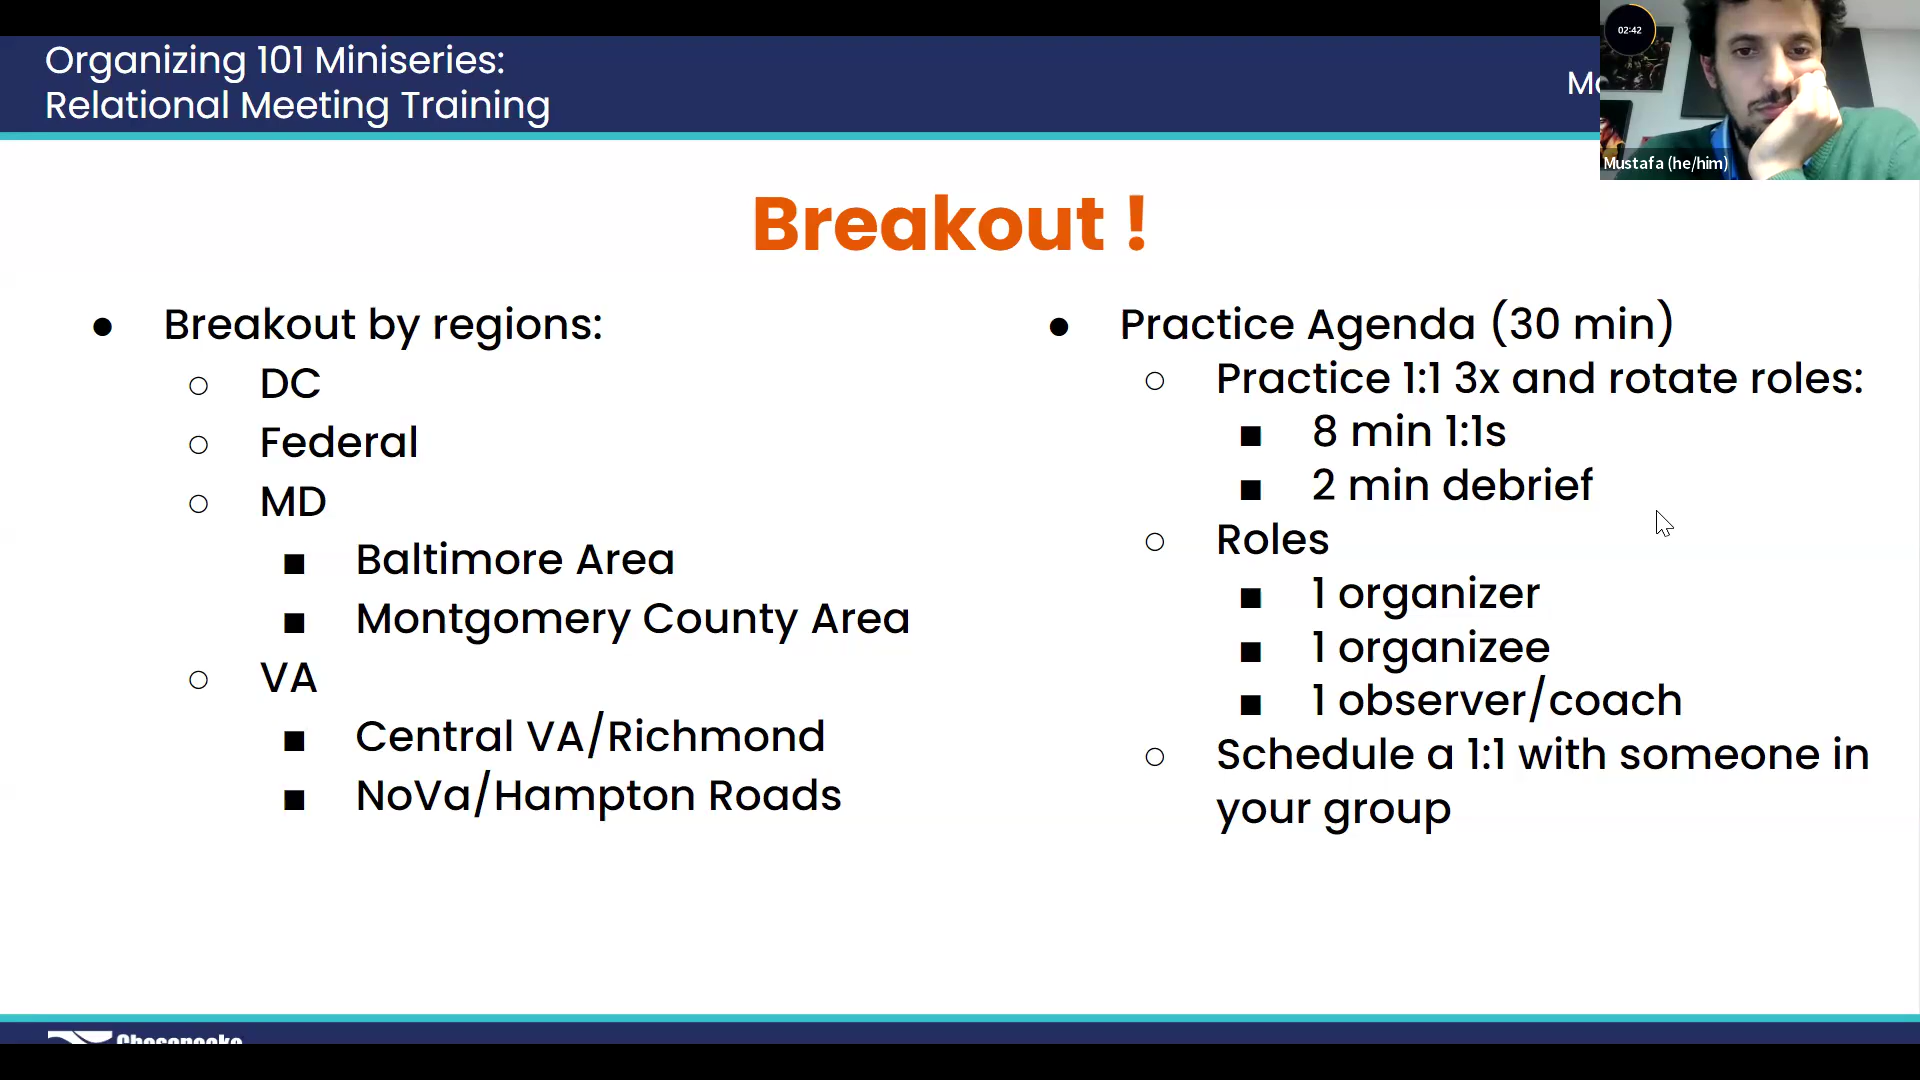 Organizing 101 Miniseries:
Relational Meeting Training
02:42
Mustafa (he/him)
Breakout !
● Breakout by regions:
○ DC
○ Federal
○ MD
■ Baltimore Area
■ Montgomery County Area
○ VA
■ Central VA/Richmond
■ NoVa/Hampton Roads
● Practice Agenda (30 min)
○ Practice 1:1 3x and rotate roles:
■ 8 min 1:1s
■ 2 min debrief
○ Roles
■ 1 organizer
■ 1 organizee
■ 1 observer/coach
○ Schedule a 1:1 with someone in
your group
Chesapeake